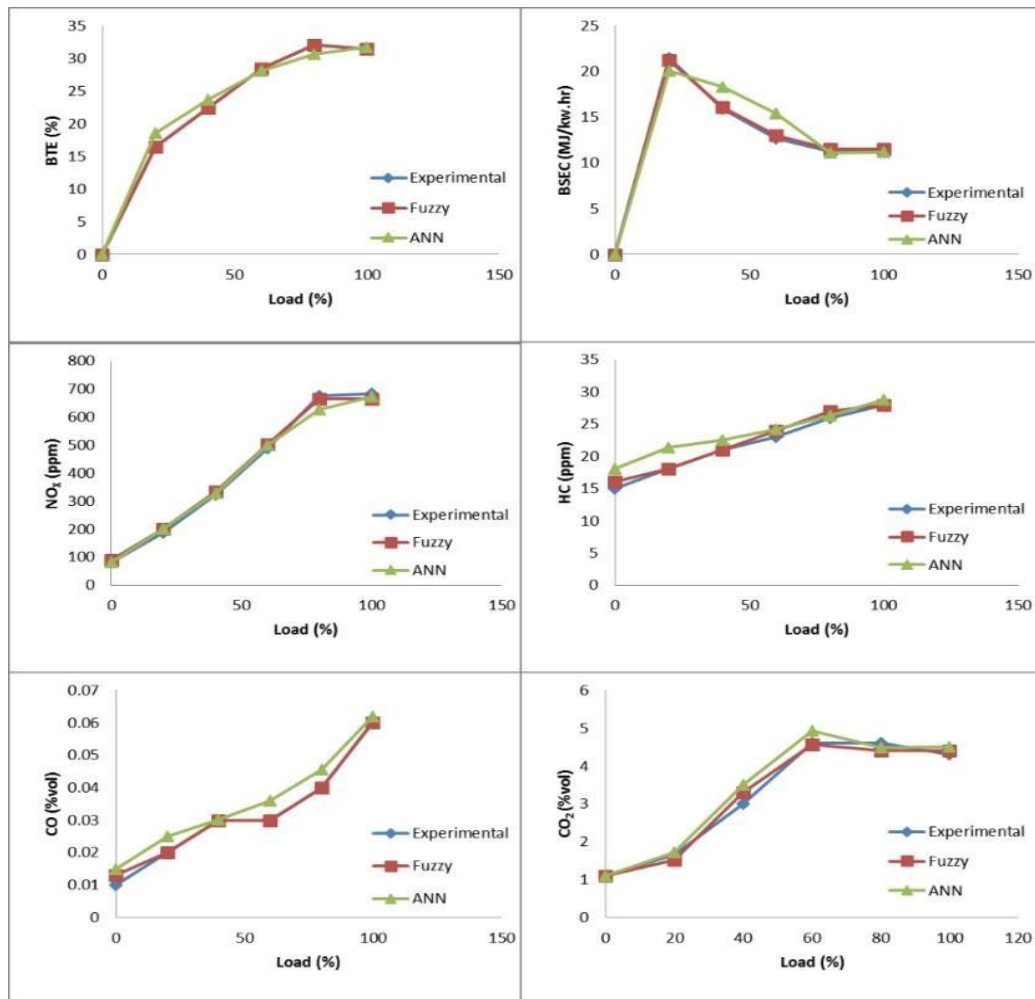 35
30
25
20
15
10
5
0
BTE (%)
Experimental
Fuzzy
ANN
0 50 100 150
Load (%)
25
20
15
10
5
0
BSEC (MJ/kw.hr)
Experimental
Fuzzy
ANN
0 50 100 150
Load (%)
800
700
600
500
400
300
200
100
0
NOx (ppm)
Experimental
Fuzzy
ANN
0 50 100 150
Load (%)
35
30
25
20
15
10
5
0
HC (ppm)
Experimental
Fuzzy
ANN
0 50 100 150
Load (%)
0.07
0.06
0.05
0.04
0.03
0.02
0.01
0
CO (%vol)
Experimental
Fuzzy
ANN
0 50 100 150
Load (%)
6
5
4
3
2
1
0
CO₂ (%vol)
Experimental
Fuzzy
ANN
0 20 40 60 80 100 120
Load (%)